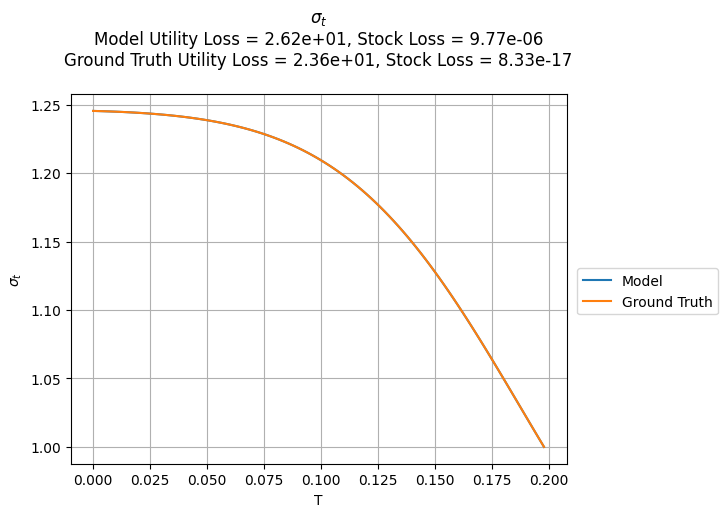 σt
Model Utility Loss = 2.62e+01, Stock Loss = 9.77e-06
Ground Truth Utility Loss = 2.36e+01, Stock Loss = 8.33e-17
1.25
1.20
1.15
1.10
1.05
1.00
σt
0.000 0.025 0.050 0.075 0.100 0.125 0.150 0.175 0.200
T
Model
Ground Truth